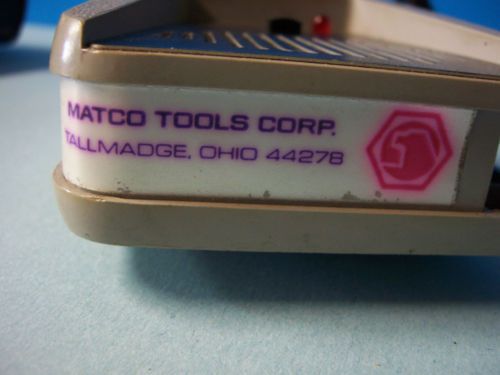 MATCO TOOLS CORP.
TALLMADGE, OHIO 44278